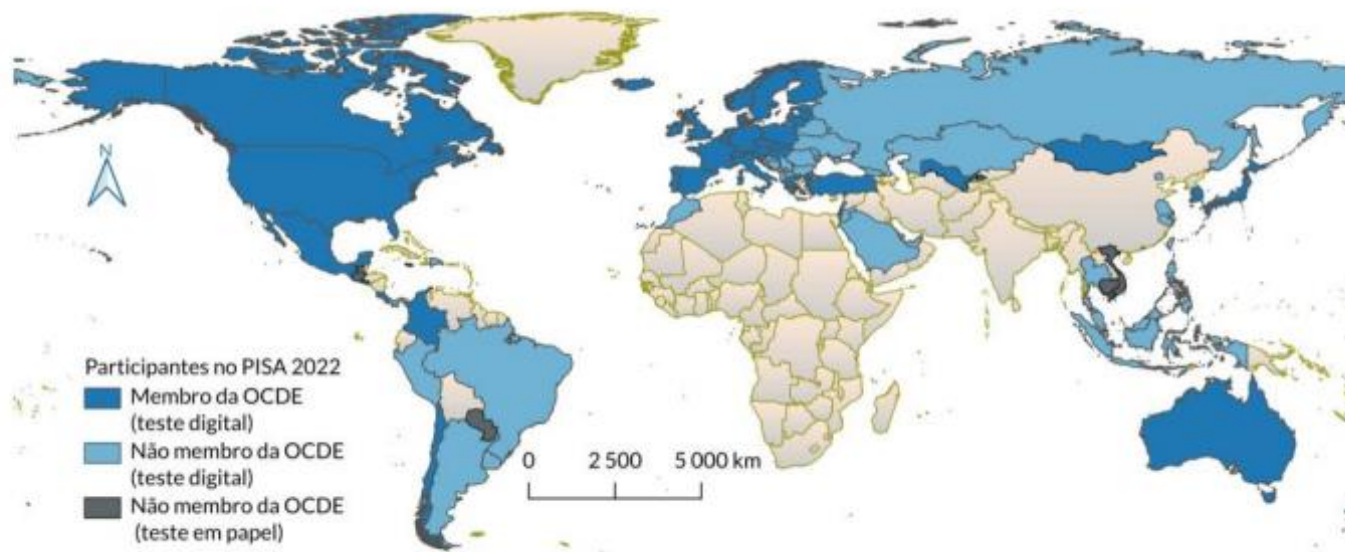 N
Participantes no PISA 2022
Membro da OCDE
(teste digital)
Não membro da OCDE
(teste digital)
Não membro da OCDE
(teste em papel)
0 2 500 5 000 km